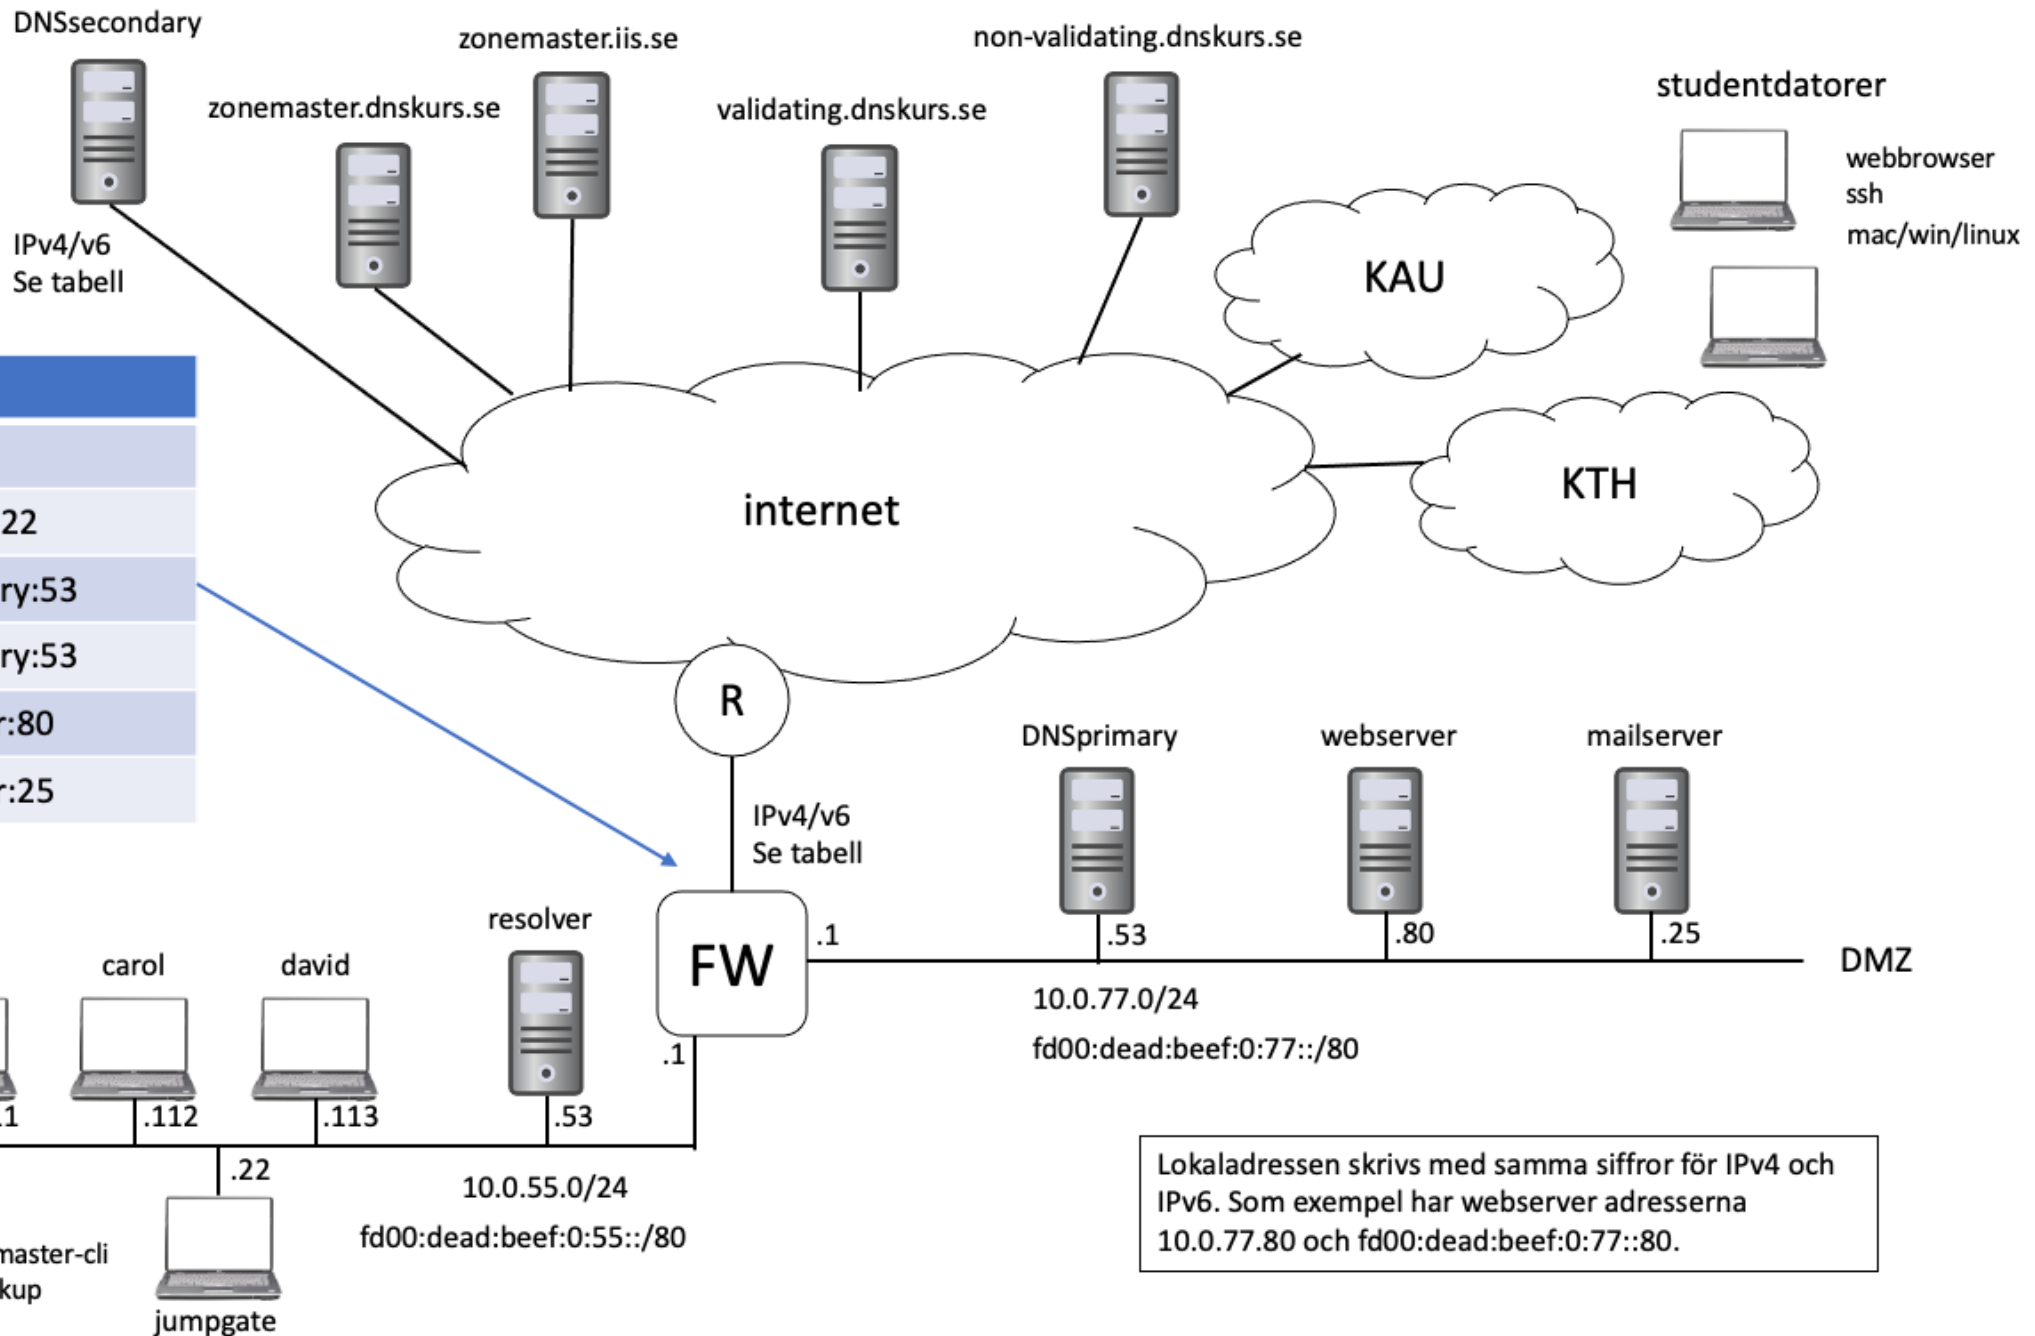 DNSsecondary
zonemaster.iis.se
non-validating.dnskurs.se
zonemaster.dnskurs.se
validating.dnskurs.se
studentdatorer
webbrowser
ssh
mac/win/linux
IPv4/v6
Se tabell
KAU
KTH
internet
22
ry:53
ry:53
r:80
r:25
R
IPv4/v6
Se tabell
DNSprimary
webserver
mailserver
.53
.80
.25
DMZ
FW
.1
.1
10.0.77.0/24
fd00:dead:beef:0:77::/80
resolver
carol
david
.112
.113
.53
.22
10.0.55.0/24
fd00:dead:beef:0:55::/80
master-cli
kup
jumpgate
Lokaladressen skrivs med samma siffror för IPv4 och
IPv6. Som exempel har webserver adresserna
10.0.77.80 och fd00:dead:beef:0:77::80.